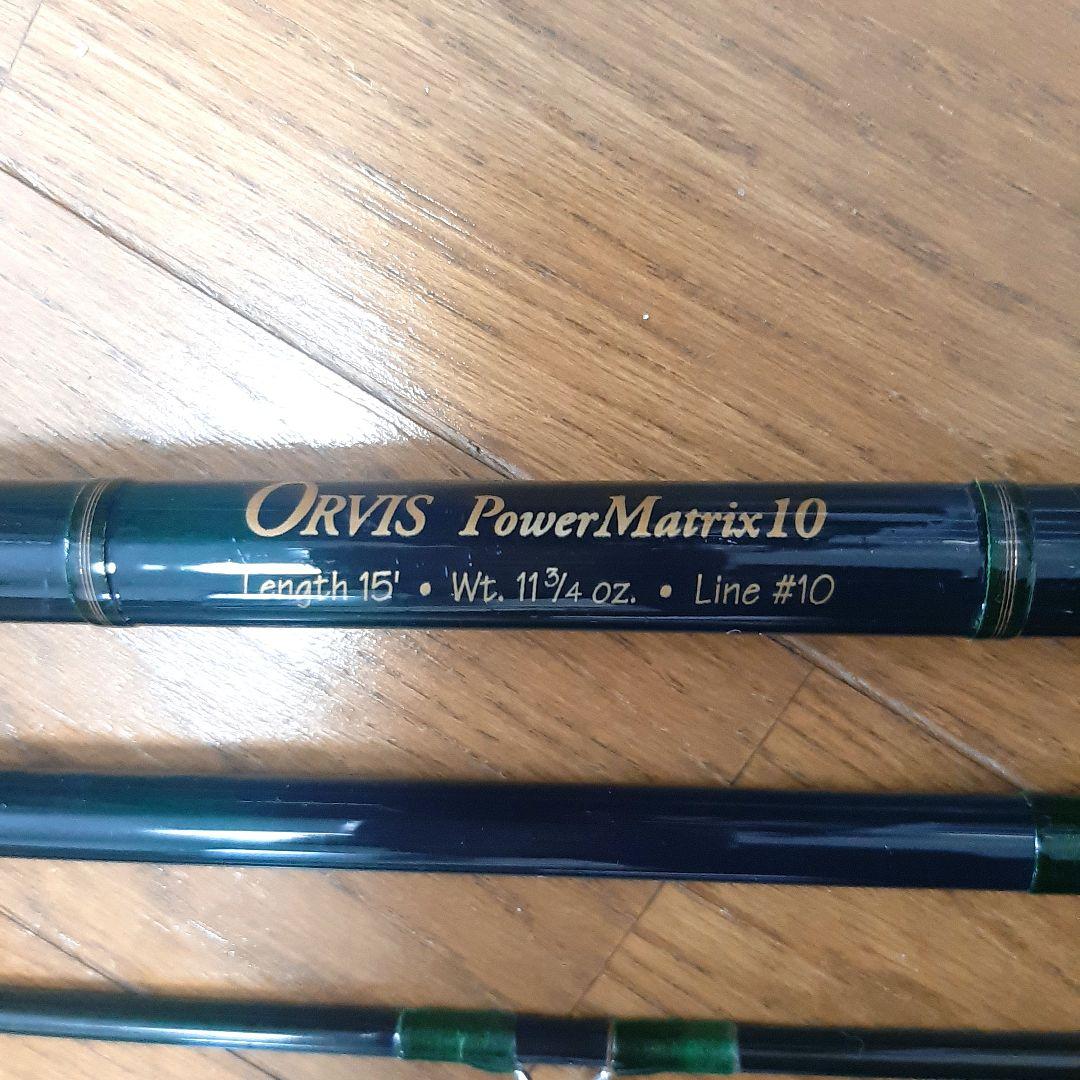 ORVIS PowerMatrix10
Length 15' • Wt. 11 3/4 oz. • Line #10